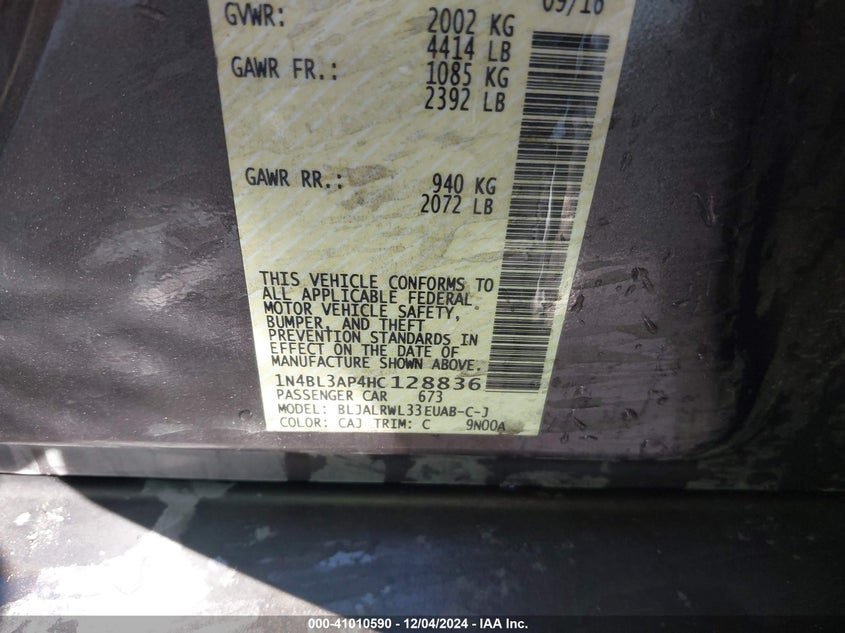 09/16
GVWR: 2002 KG
4414 LB
GAWR FR.: 1085 KG
2392 LB
GAWR RR.: 940 KG
2072 LB
THIS VEHICLE CONFORMS TO
ALL APPLICABLE FEDERAL
MOTOR VEHICLE SAFETY,
BUMPER, AND THEFT
PREVENTION STANDARDS IN
EFFECT ON THE DATE OF
MANUFACTURE SHOWN ABOVE.
1N4BL3AP4HC128836
PASSENGER CAR 673
MODEL: BLJALRWL33EUAB-C-J
COLOR: CAJ TRIM: C 9N00A
000-41010590 - 12/04/2024 - IAA Inc.